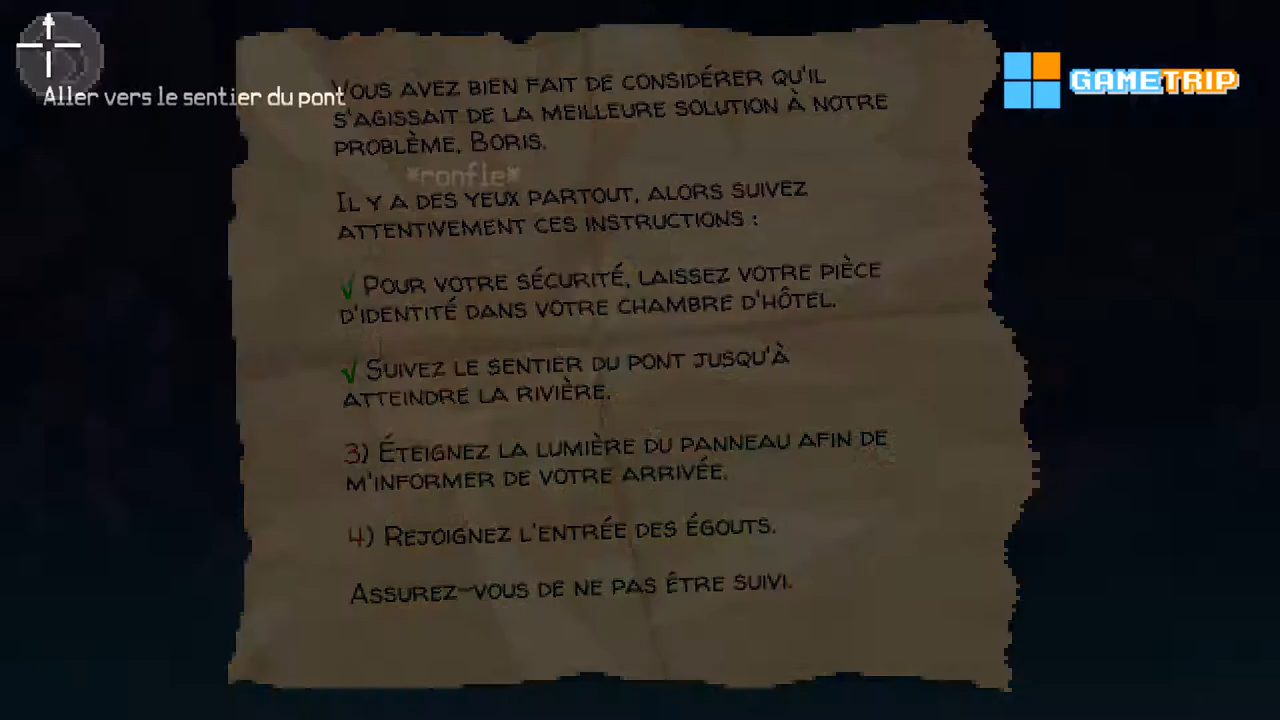 Aller vers le sentier du pont
GAMETRIP
VOUS AVEZ BIEN FAIT DE CONSIDÉRER QU'IL
S'AGISSAIT DE LA MEILLEURE SOLUTION À NOTRE
PROBLÈME, BORIS.
*ronfle*
IL Y A DES YEUX PARTOUT, ALORS SUIVEZ
ATTENTIVEMENT CES INSTRUCTIONS :
√ POUR VOTRE SÉCURITÉ, LAISSEZ VOTRE PIÈCE
D'IDENTITÉ DANS VOTRE CHAMBRE D'HÔTEL.
√ SUIVEZ LE SENTIER DU PONT JUSQU'À
ATTEINDRE LA RIVIÈRE.
3) ÉTEIGNEZ LA LUMIÈRE DU PANNEAU AFIN DE
M'INFORMER DE VOTRE ARRIVÉE.
4) REJOIGNEZ L'ENTRÉE DES ÉGOUTS.
ASSUREZ-VOUS DE NE PAS ÊTRE SUIVI.